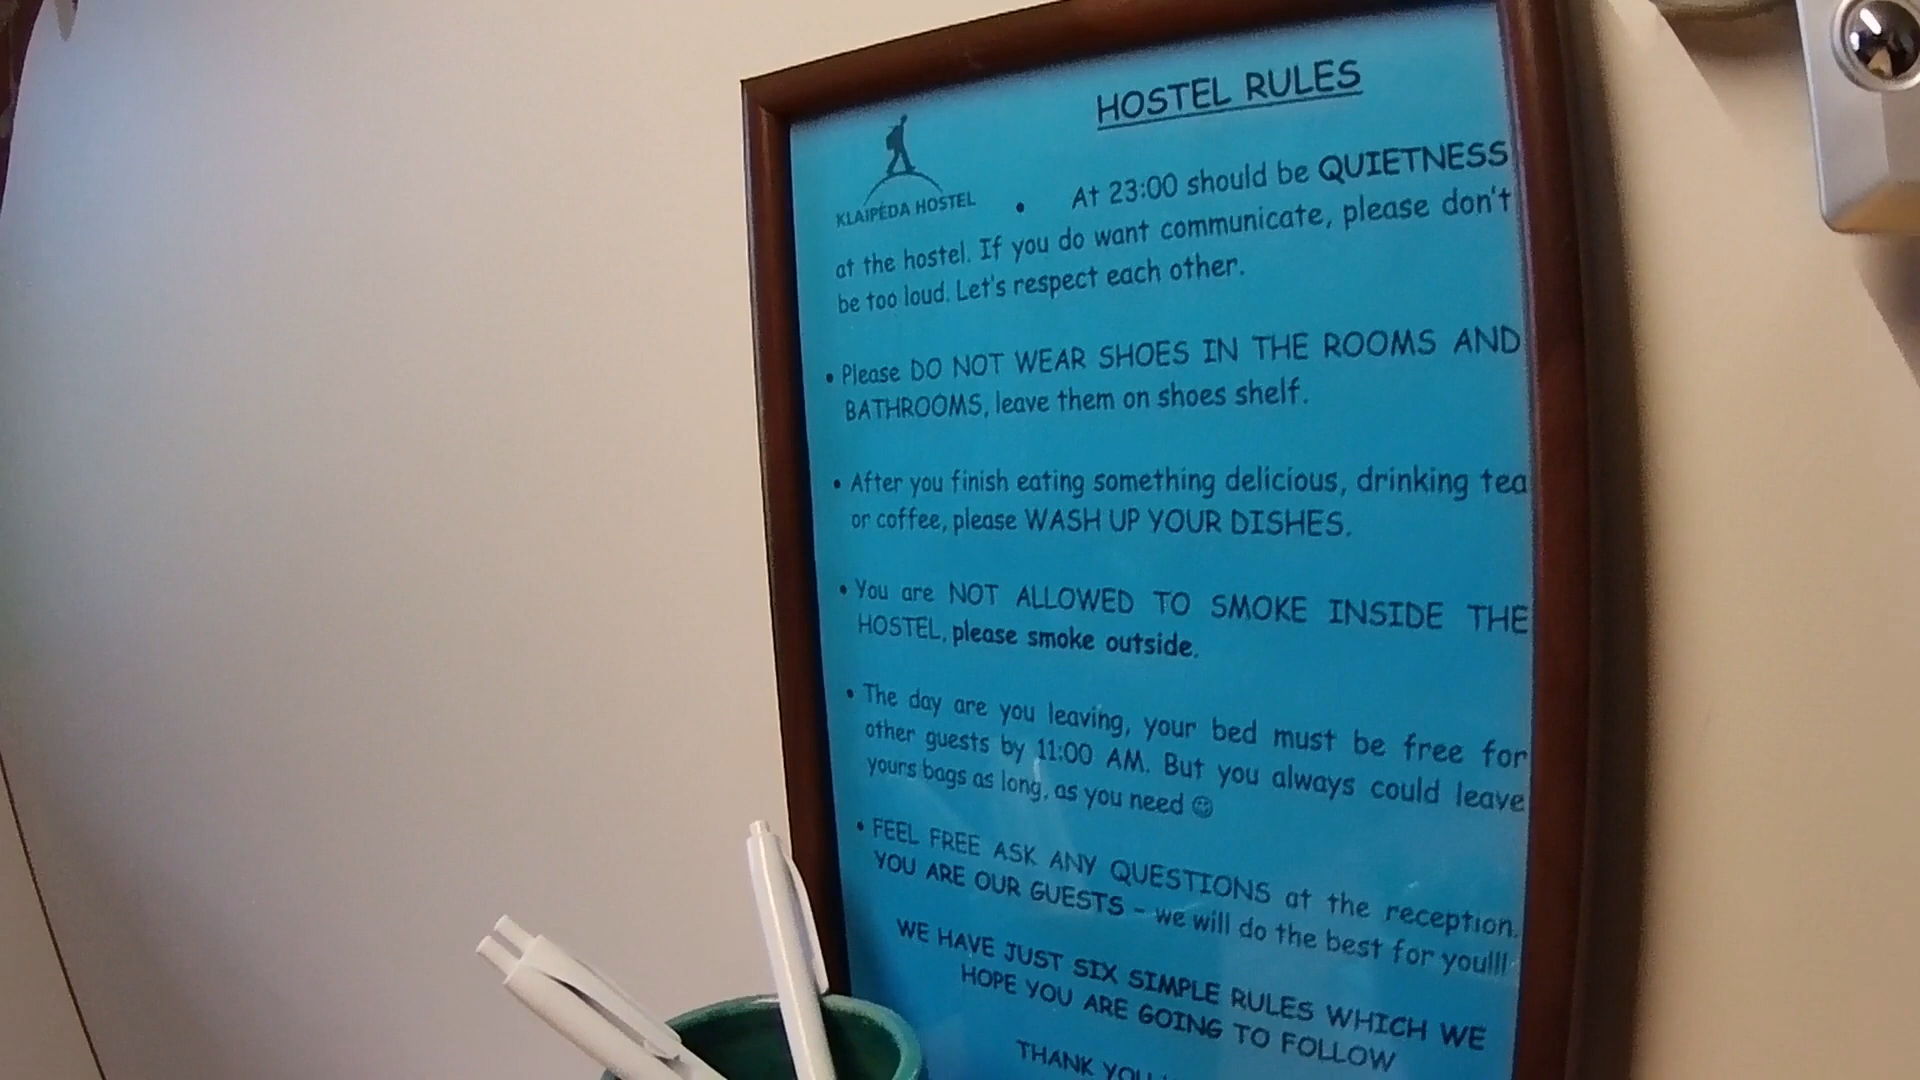 HOSTEL RULES
KLAIPĖDA HOSTEL
• At 23:00 should be QUIETNESS
at the hostel. If you do want communicate, please don't
be too loud. Let's respect each other.
• Please DO NOT WEAR SHOES IN THE ROOMS AND
BATHROOMS, leave them on shoes shelf.
• After you finish eating something delicious, drinking tea
or coffee, please WASH UP YOUR DISHES.
• You are NOT ALLOWED TO SMOKE INSIDE THE
HOSTEL, please smoke outside.
• The day are you leaving, your bed must be free for
other guests by 11:00 AM. But you always could leave
yours bags as long, as you need ☺
• FEEL FREE ASK ANY QUESTIONS at the reception.
YOU ARE OUR GUESTS – we will do the best for you!!!
WE HAVE JUST SIX SIMPLE RULES WHICH WE
HOPE YOU ARE GOING TO FOLLOW
THANK YOU